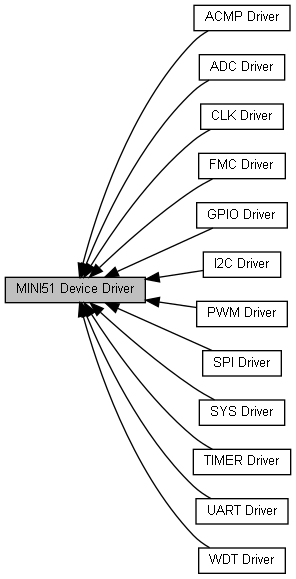 ACMP Driver
ADC Driver
CLK Driver
FMC Driver
GPIO Driver
I2C Driver
MINI51 Device Driver
PWM Driver
SPI Driver
SYS Driver
TIMER Driver
UART Driver
WDT Driver